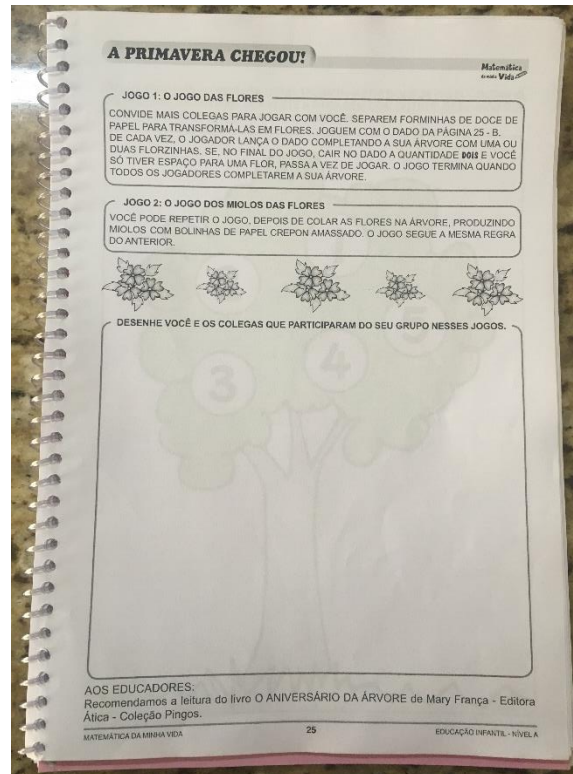 A PRIMAVERA CHEGOU!
Matemática
da minha Vida
JOGO 1: O JOGO DAS FLORES
CONVIDE MAIS COLEGAS PARA JOGAR COM VOCÊ. SEPAREM FORMINHAS DE DOCE DE
PAPEL PARA TRANSFORMÁ-LAS EM FLORES. JOGUEM COM O DADO DA PÁGINA 25 - B.
DE CADA VEZ, O JOGADOR LANÇA O DADO COMPLETANDO A SUA ÁRVORE COM UMA OU
DUAS FLORZINHAS. SE, NO FINAL DO JOGO, CAIR NO DADO A QUANTIDADE DOIS E VOCÊ
SÓ TIVER ESPAÇO PARA UMA FLOR, PASSA A VEZ DE JOGAR. O JOGO TERMINA QUANDO
TODOS OS JOGADORES COMPLETAREM A SUA ÁRVORE.
JOGO 2: O JOGO DOS MIOLOS DAS FLORES
VOCÊ PODE REPETIR O JOGO, DEPOIS DE COLAR AS FLORES NA ÁRVORE, PRODUZINDO
MIOLOS COM BOLINHAS DE PAPEL CREPON AMASSADO. O JOGO SEGUE A MESMA REGRA
DO ANTERIOR.
DESENHE VOCÊ E OS COLEGAS QUE PARTICIPARAM DO SEU GRUPO NESSES JOGOS.
5
4
3
AOS EDUCADORES:
Recomendamos a leitura do livro O ANIVERSÁRIO DA ÁRVORE de Mary França - Editora
Ática - Coleção Pingos.
MATEMÁTICA DA MINHA VIDA
25
EDUCAÇÃO INFANTIL - NÍVEL A